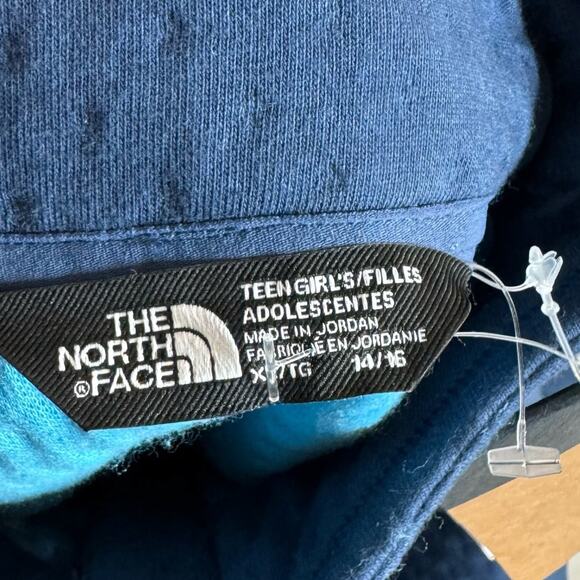 THE
NORTH
FACE®
TEEN GIRL'S/FILLES
ADOLESCENTES
MADE IN JORDAN
FABRIQUÉ EN JORDANIE
14/16